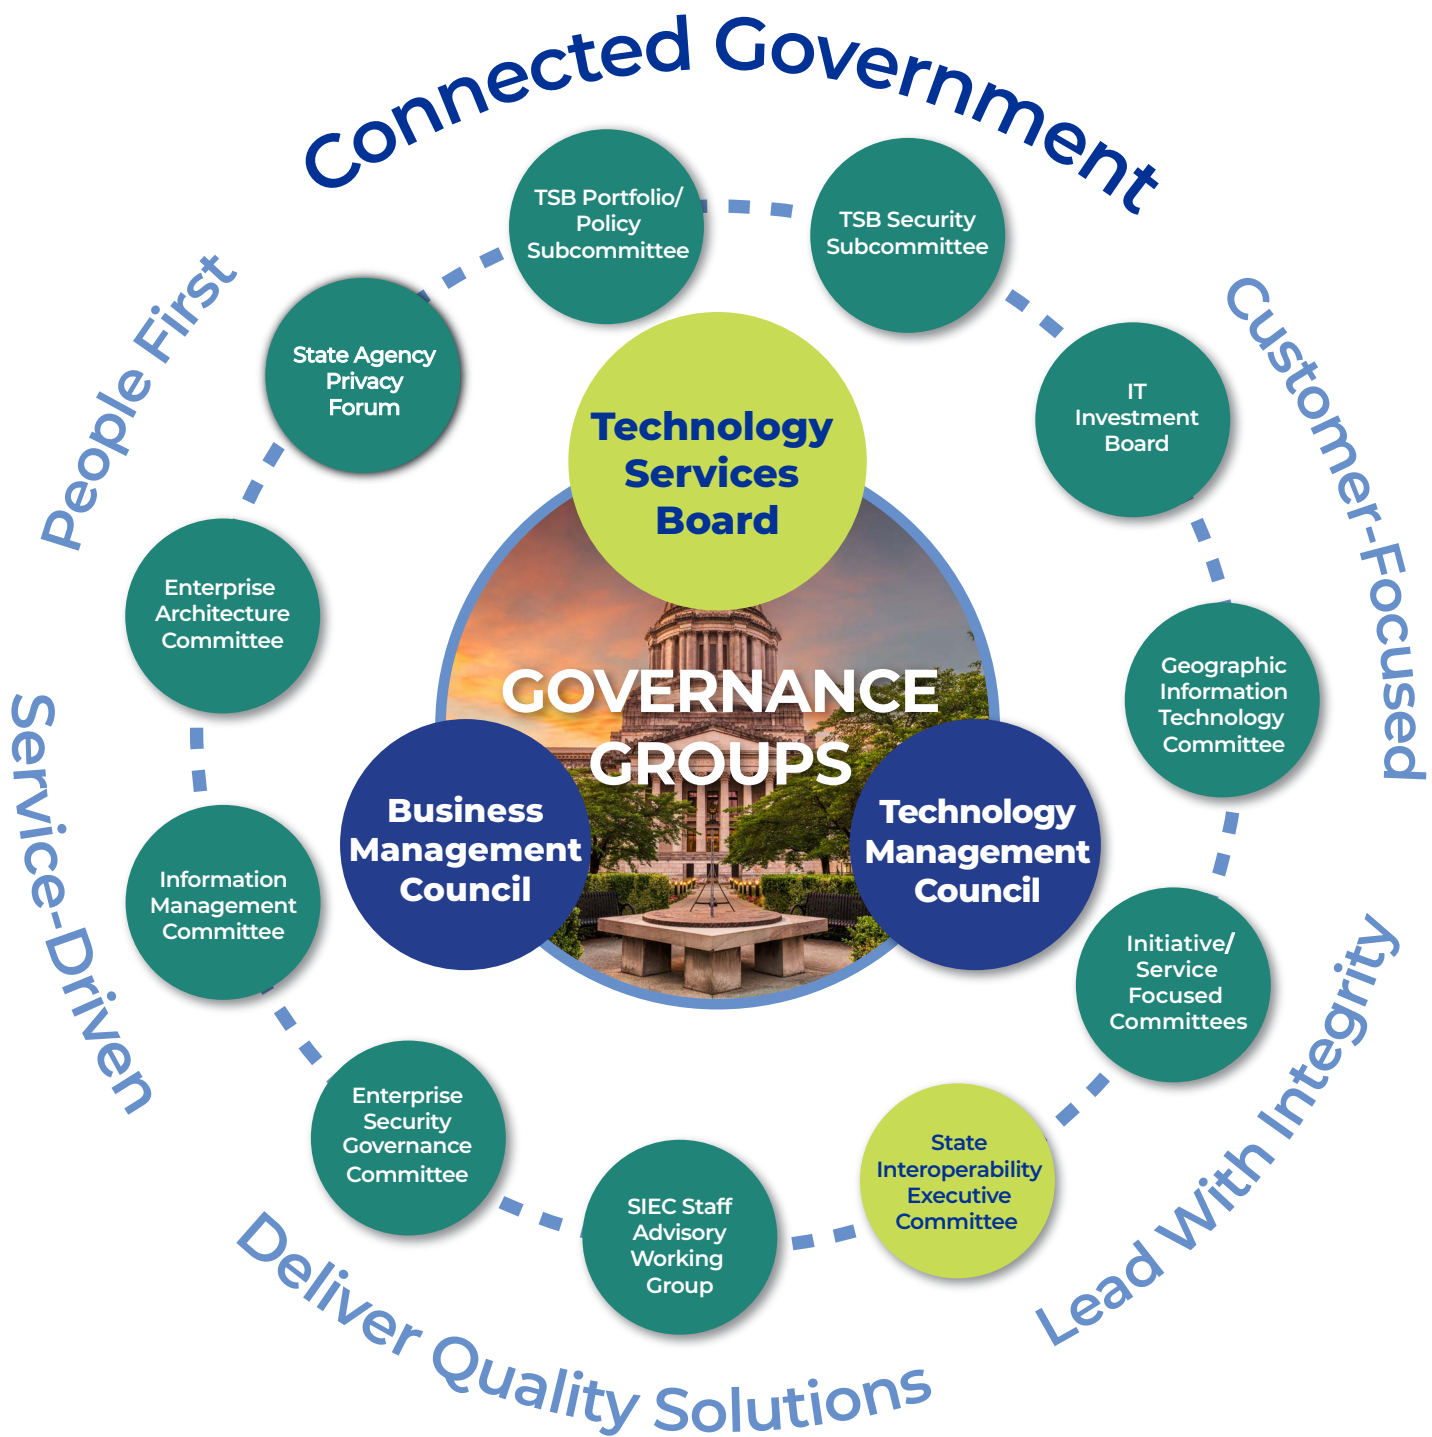 Connected Government
TSB Portfolio/
Policy
Subcommittee
TSB Security
Subcommittee
IT
Investment
Board
Geographic
Information
Technology
Committee
Initiative/
Service
Focused
Committees
State
Interoperability
Executive
Committee
SIEC Staff
Advisory
Working
Group
Enterprise
Security
Governance
Committee
Information
Management
Committee
Enterprise
Architecture
Committee
State Agency
Privacy
Forum
Technology
Services
Board
GOVERNANCE
GROUPS
Business
Management
Council
Technology
Management
Council
Customer-Focused
Lead With Integrity
Deliver Quality Solutions
Service-Driven
People First